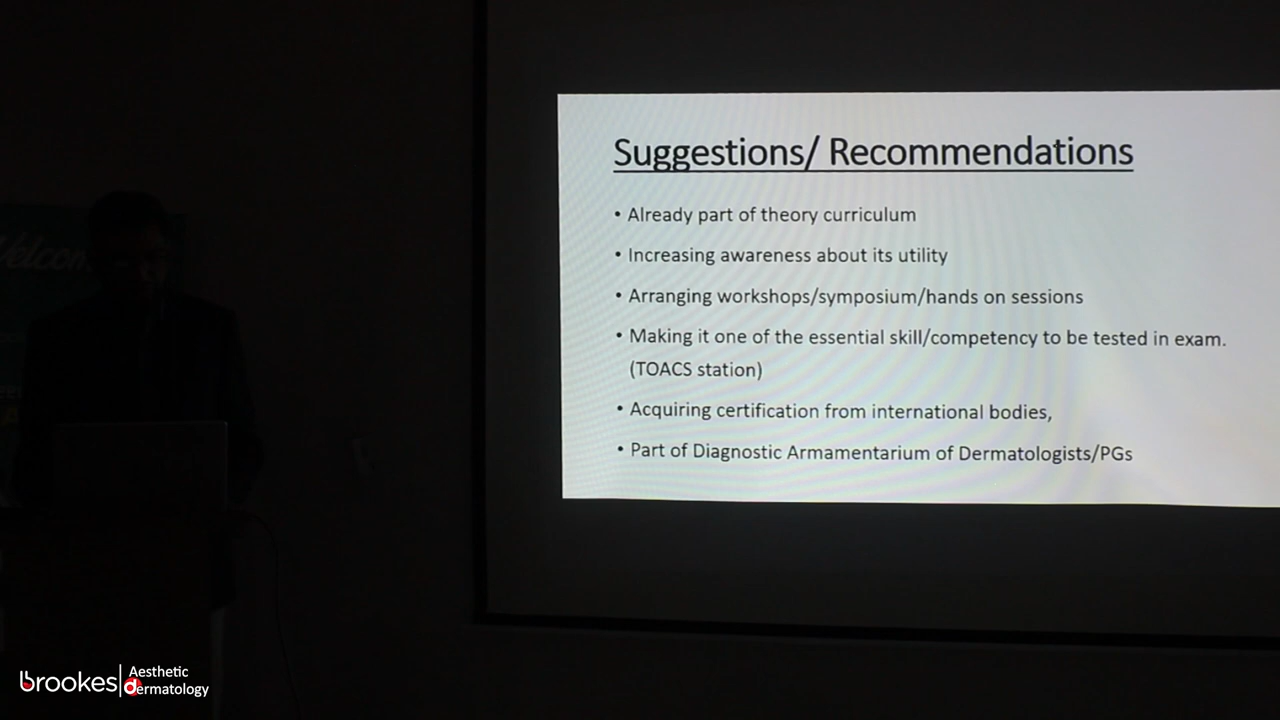 Suggestions/ Recommendations
• Already part of theory curriculum
• Increasing awareness about its utility
• Arranging workshops/symposium/hands on sessions
• Making it one of the essential skill/competency to be tested in exam.
(TOACS station)
• Acquiring certification from international bodies,
• Part of Diagnostic Armamentarium of Dermatologists/PGs
brookes
Aesthetic
dermatology